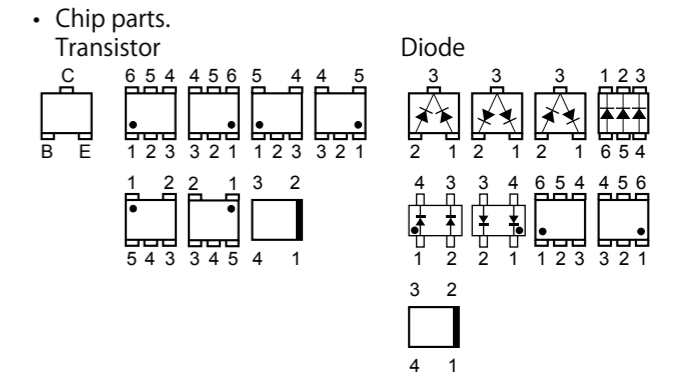 • Chip parts.
Transistor Diode
C 6 5 4 4 5 6 5 4 4 5 3 3 3 1 2 3
B E 1 2 3 3 2 1 1 2 3 3 2 1 2 1 2 1 2 1 6 5 4
1 2 2 1 3 2 4 3 3 4 6 5 4 4 5 6
5 4 3 3 4 5 4 1 1 2 2 1 1 2 3 3 2 1
3 2
4 1